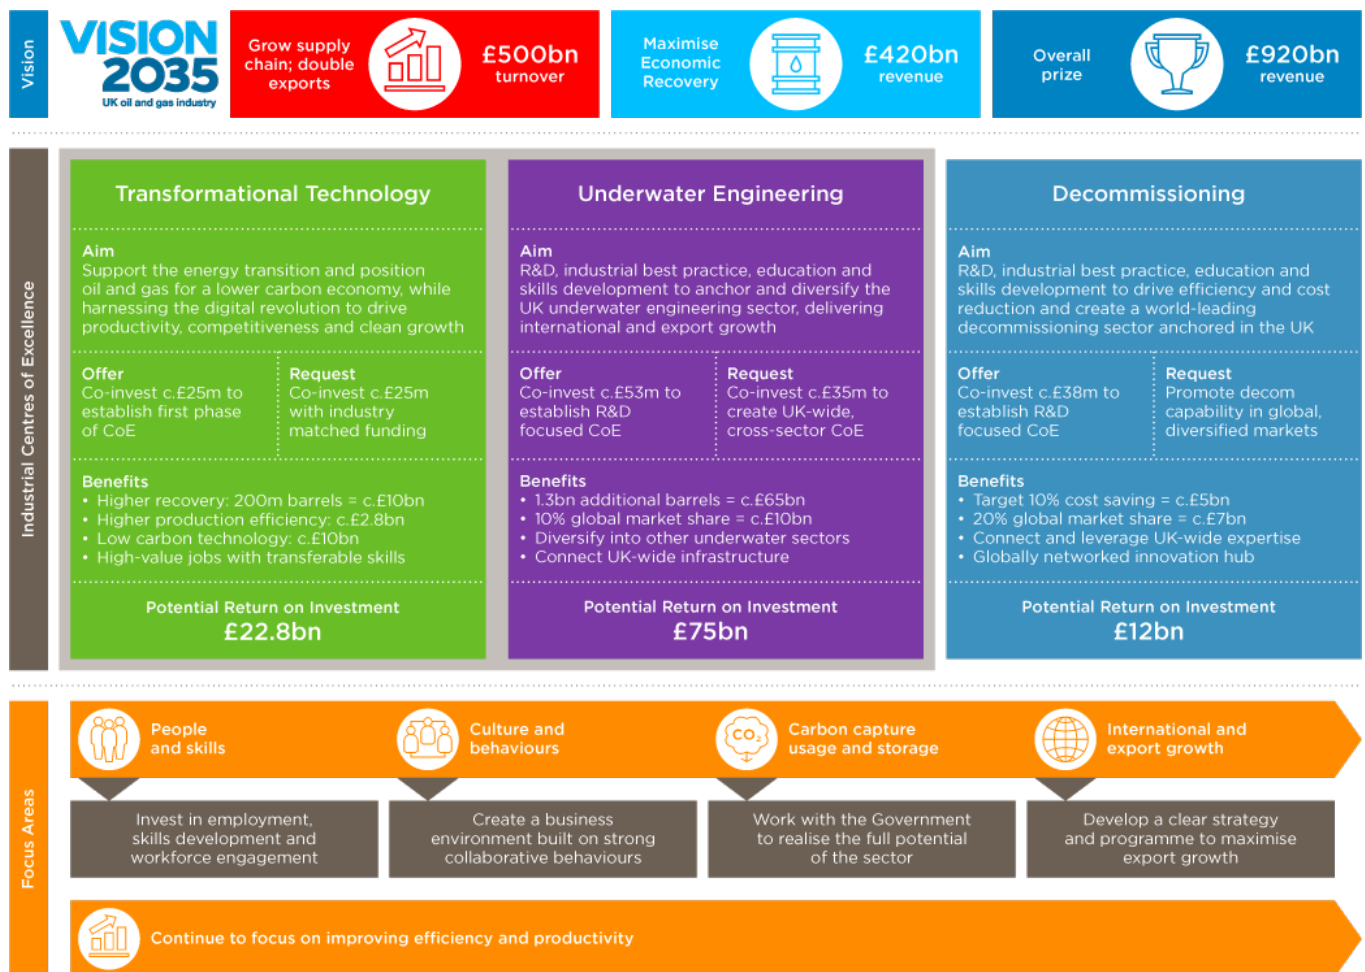 Vision
VISION
2035
UK oil and gas industry
Grow supply
chain; double
exports
£500bn
turnover
Maximise
Economic
Recovery
£420bn
revenue
Overall
prize
£920bn
revenue
Industrial Centres of Excellence
Transformational Technology
Aim
Support the energy transition and position
oil and gas for a lower carbon economy, while
harnessing the digital revolution to drive
productivity, competitiveness and clean growth
Offer
Co-invest c.£25m to
establish first phase
of CoE
Request
Co-invest c.£25m
with industry
matched funding
Benefits
• Higher recovery: 200m barrels = c.£10bn
• Higher production efficiency: c.£2.8bn
• Low carbon technology: c.£10bn
• High-value jobs with transferable skills
Potential Return on Investment
£22.8bn
Underwater Engineering
Aim
R&D, industrial best practice, education and
skills development to anchor and diversify the
UK underwater engineering sector, delivering
international and export growth
Offer
Co-invest c.£53m to
establish R&D
focused CoE
Request
Co-invest c.£35m to
create UK-wide,
cross-sector CoE
Benefits
• 1.3bn additional barrels = c.£65bn
• 10% global market share = c.£10bn
• Diversify into other underwater sectors
• Connect UK-wide infrastructure
Potential Return on Investment
£75bn
Decommissioning
Aim
R&D, industrial best practice, education and
skills development to drive efficiency and cost
reduction and create a world-leading
decommissioning sector anchored in the UK
Offer
Co-invest c.£38m to
establish R&D
focused CoE
Request
Promote decom
capability in global,
diversified markets
Benefits
• Target 10% cost saving = c.£5bn
• 20% global market share = c.£7bn
• Connect and leverage UK-wide expertise
• Globally networked innovation hub
Potential Return on Investment
£12bn
Focus Areas
People
and skills
Culture and
behaviours
CO₂
Carbon capture
usage and storage
International and
export growth
Invest in employment,
skills development and
workforce engagement
Create a business
environment built on strong
collaborative behaviours
Work with the Government
to realise the full potential
of the sector
Develop a clear strategy
and programme to maximise
export growth
Continue to focus on improving efficiency and productivity